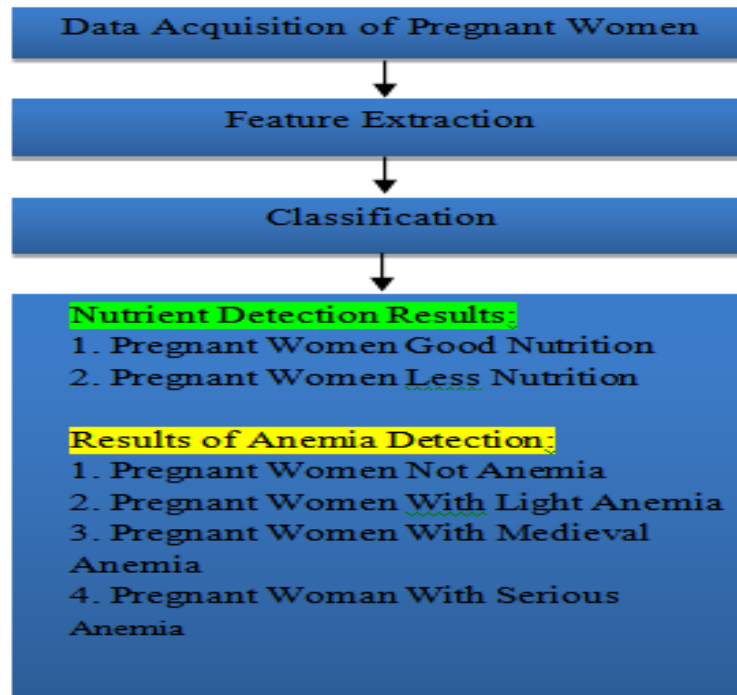 Data Acquisition of Pregnant Women
Feature Extraction
Classification
Nutrient Detection Results:
1. Pregnant Women Good Nutrition
2. Pregnant Women Less Nutrition
Results of Anemia Detection:
1. Pregnant Women Not Anemia
2. Pregnant Women With Light Anemia
3. Pregnant Women With Medieval
Anemia
4. Pregnant Woman With Serious
Anemia